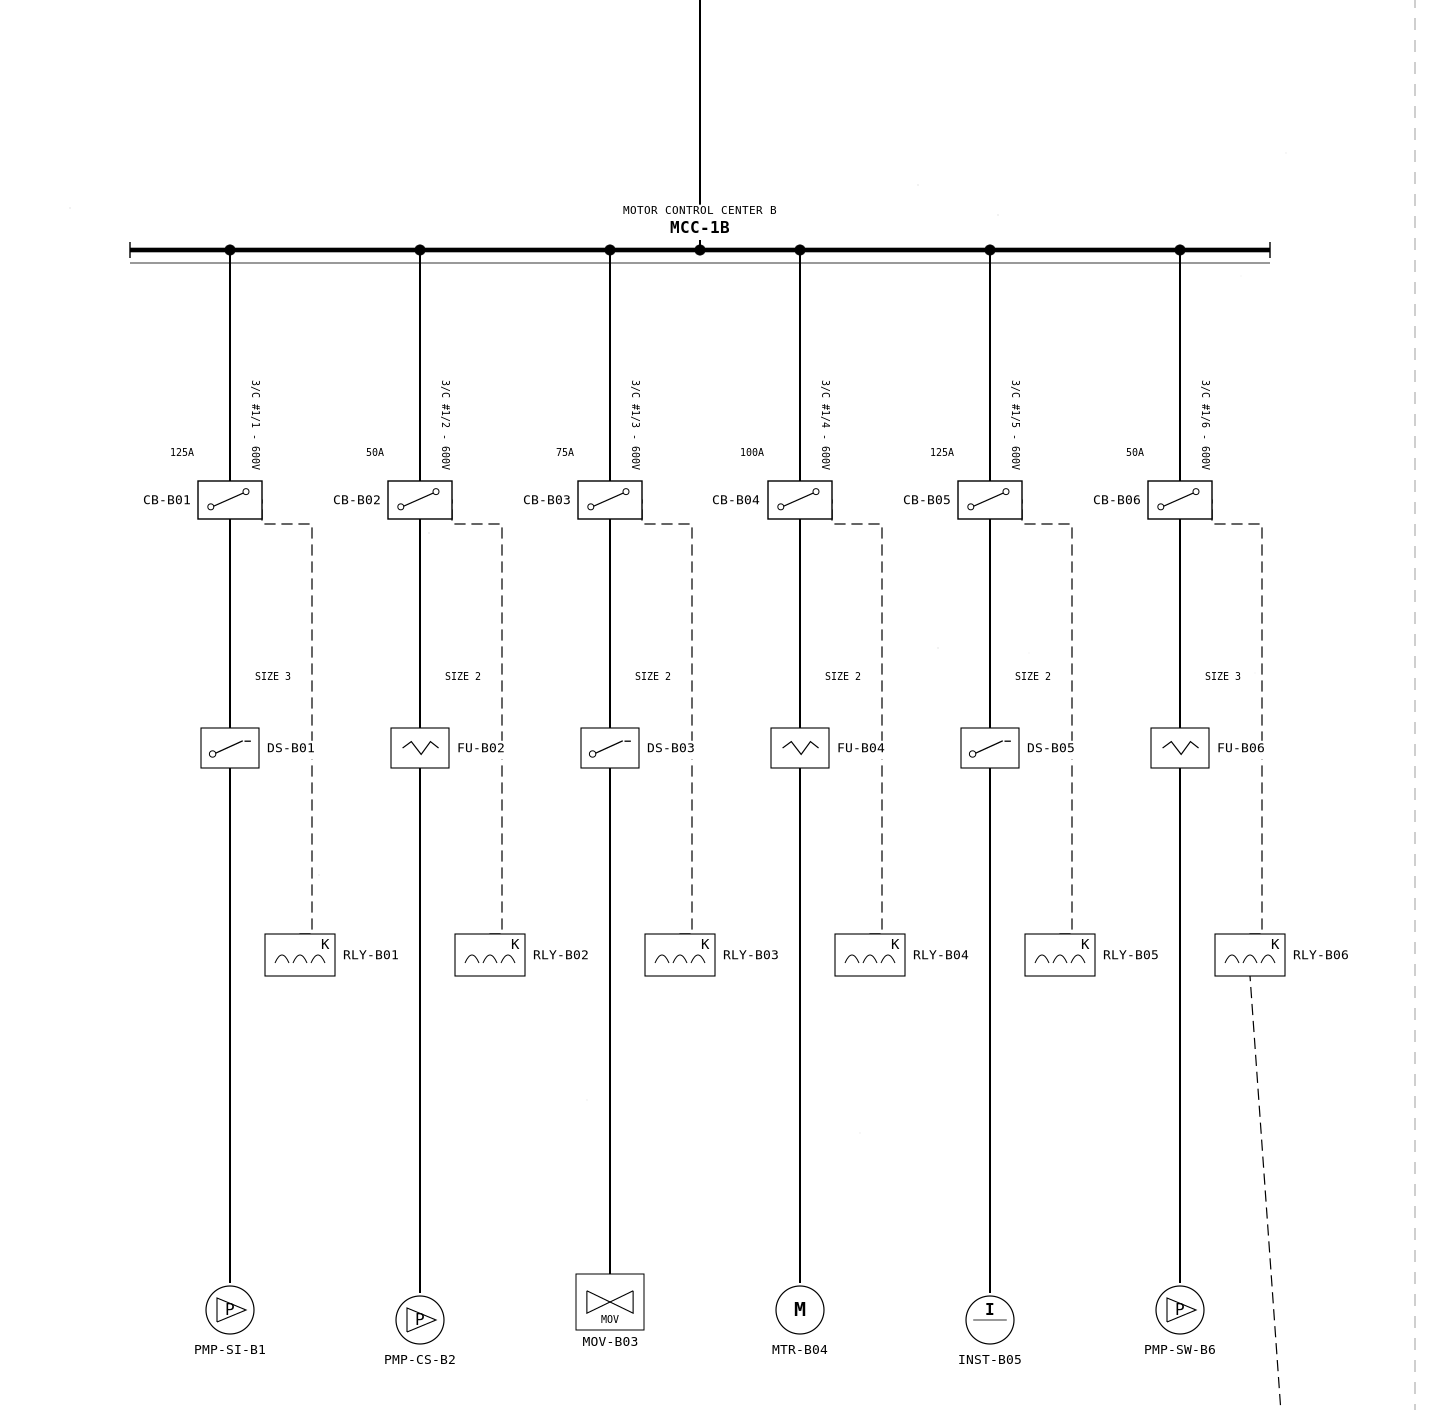 MOTOR CONTROL CENTER B
MCC-1B
3/C #1/1 - 600V
3/C #1/2 - 600V
3/C #1/3 - 600V
3/C #1/4 - 600V
3/C #1/5 - 600V
3/C #1/6 - 600V
125A
50A
75A
100A
125A
50A
CB-B01
CB-B02
CB-B03
CB-B04
CB-B05
CB-B06
SIZE 3
SIZE 2
SIZE 2
SIZE 2
SIZE 2
SIZE 3
DS-B01
FU-B02
DS-B03
FU-B04
DS-B05
FU-B06
K
K
K
K
K
K
RLY-B01
RLY-B02
RLY-B03
RLY-B04
RLY-B05
RLY-B06
P
P
MOV
M
I
P
PMP-SI-B1
PMP-CS-B2
MOV-B03
MTR-B04
INST-B05
PMP-SW-B6